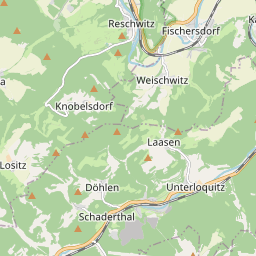 Reschwitz
Fischersdorf
Weischwitz
Knobelsdorf
Laasen
Lositz
Döhlen
Unterloquitz
Schaderthal